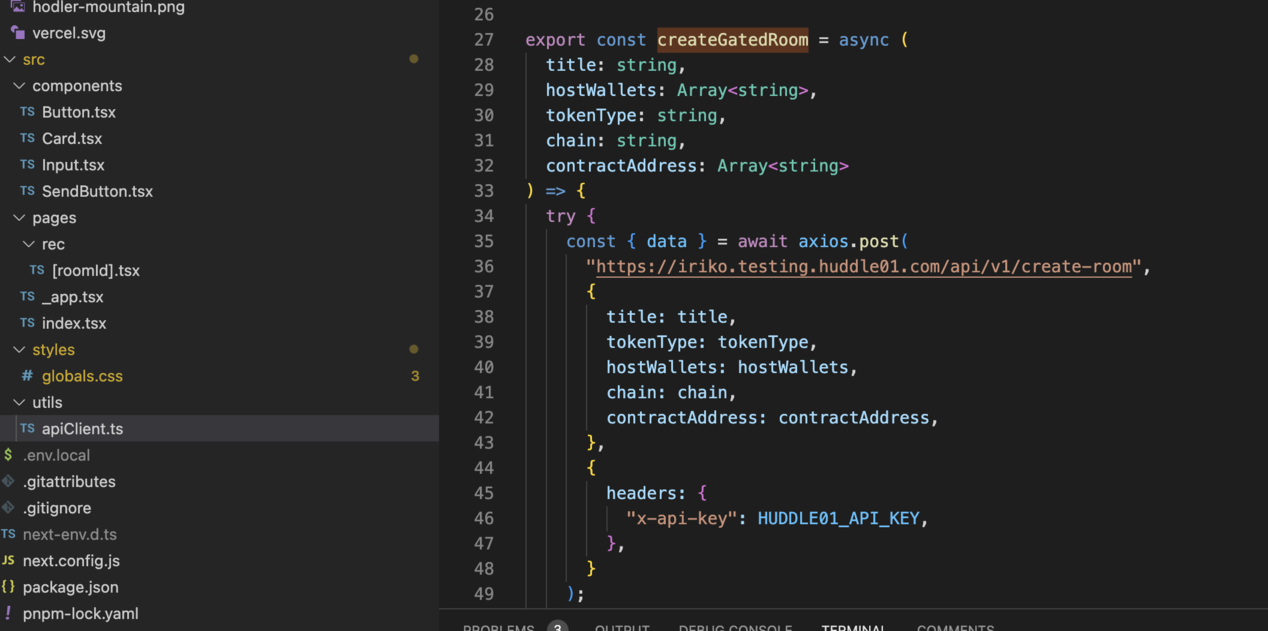 hodler-mountain.png
vercel.svg
src
components
TS Button.tsx
TS Card.tsx
TS Input.tsx
TS SendButton.tsx
pages
rec
TS [roomId].tsx
TS _app.tsx
TS index.tsx
styles
# globals.css 3
utils
TS apiClient.ts
$ .env.local
.gitattributes
.gitignore
TS next-env.d.ts
JS next.config.js
{} package.json
! pnpm-lock.yaml
26
27 export const createGatedRoom = async (
28 title: string,
29 hostWallets: Array<string>,
30 tokenType: string,
31 chain: string,
32 contractAddress: Array<string>
33 ) => {
34 try {
35 const { data } = await axios.post(
36 "https://iriko.testing.huddle01.com/api/v1/create-room",
37 {
38 title: title,
39 tokenType: tokenType,
40 hostWallets: hostWallets,
41 chain: chain,
42 contractAddress: contractAddress,
43 },
44 {
45 headers: {
46 "x-api-key": HUDDLE01_API_KEY,
47 },
48 }
49 );
PROBLEMS 3 OUTPUT DEBUG CONSOLE TERMINAL COMMENTS